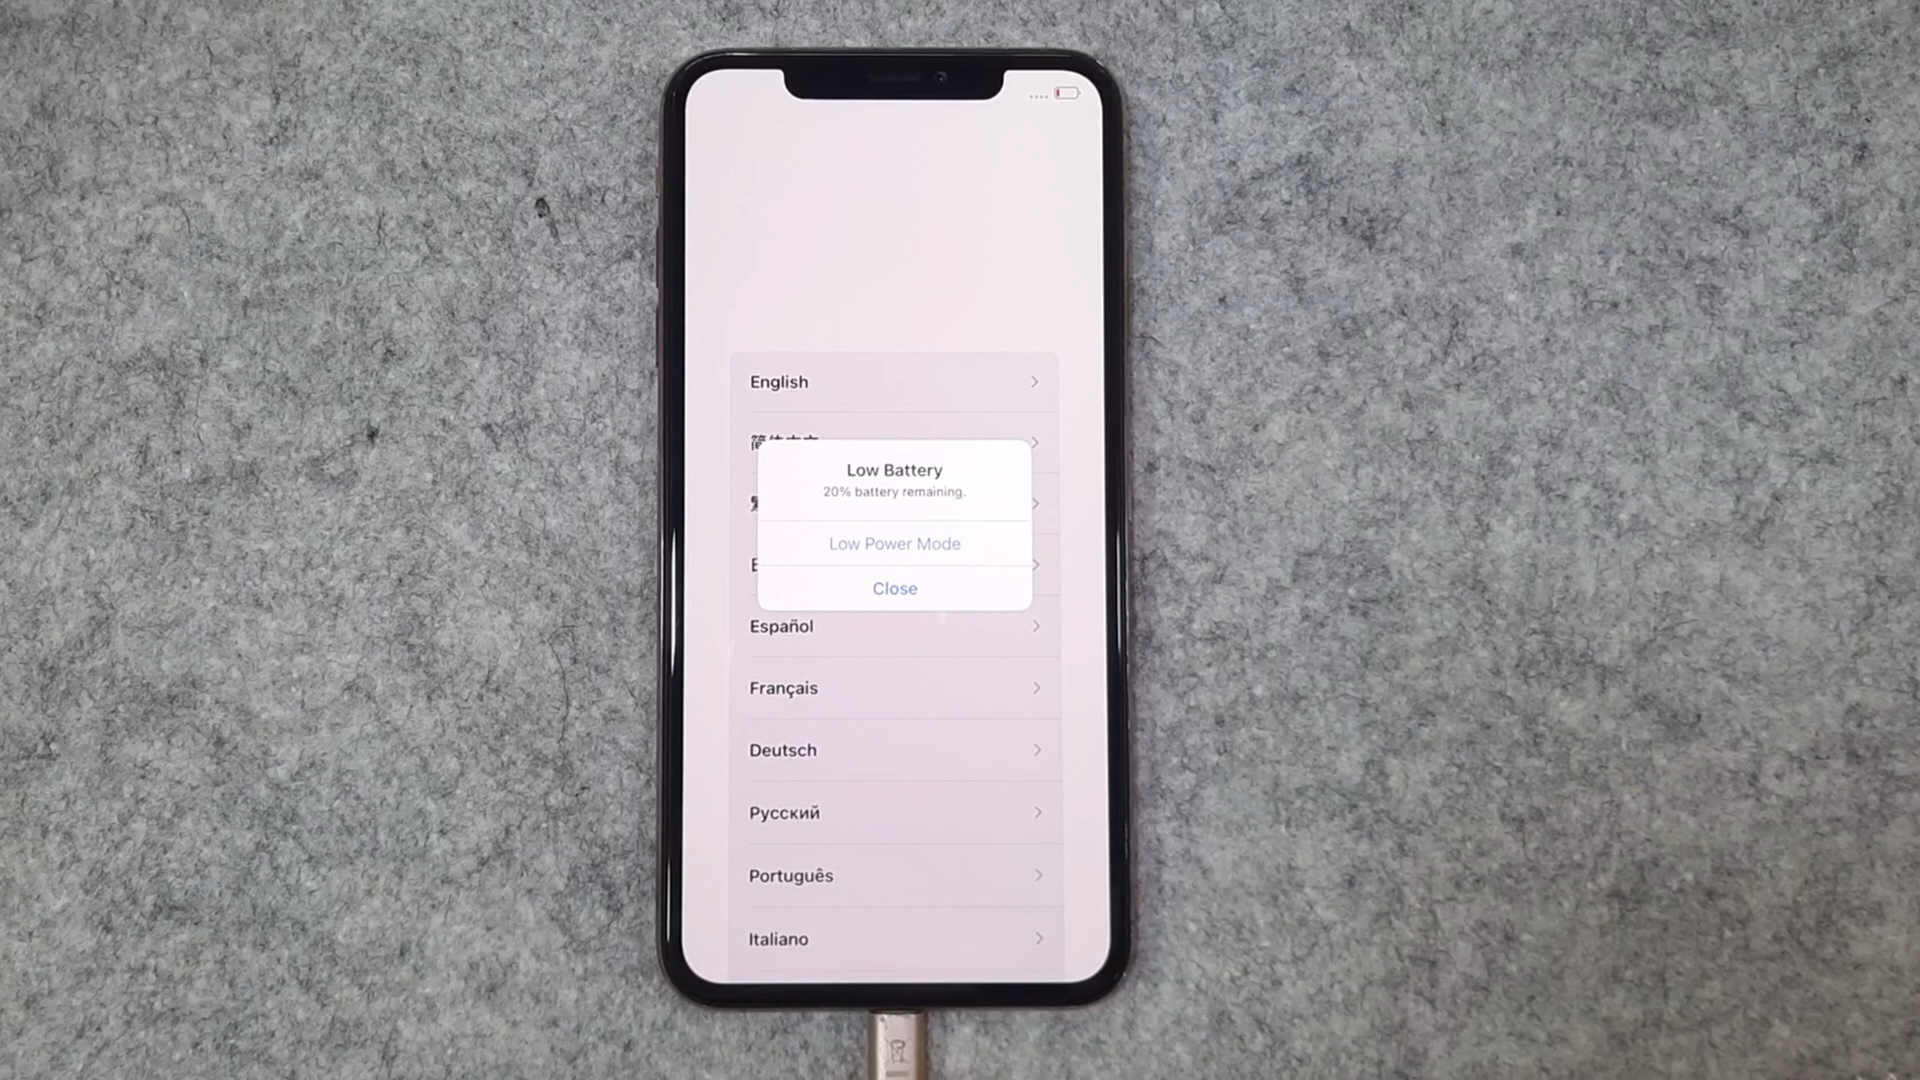 English
Low Battery
20% battery remaining.
Low Power Mode
Close
Español
Français
Deutsch
Русский
Português
Italiano